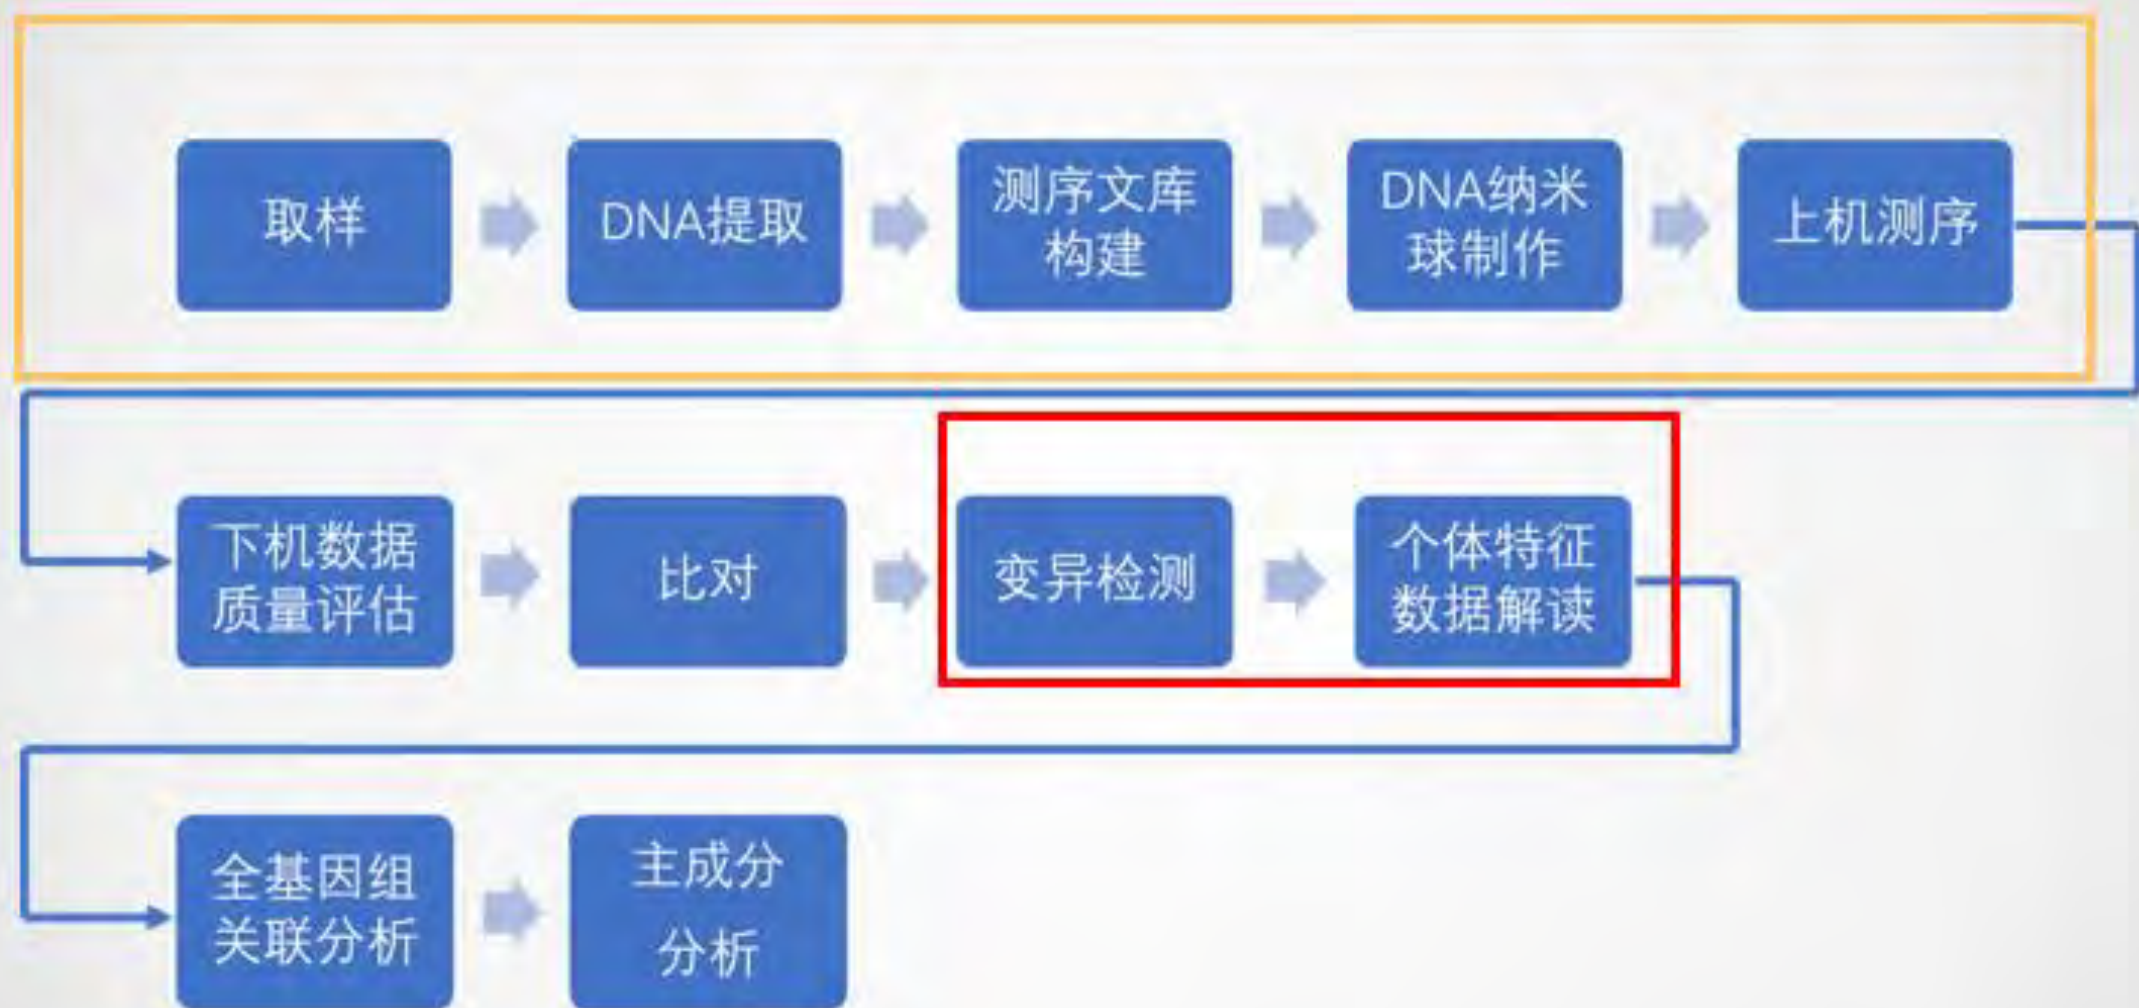 取样
DNA提取
测序文库
构建
DNA纳米
球制作
上机测序
下机数据
质量评估
比对
变异检测
个体特征
数据解读
全基因组
关联分析
主成分
分析